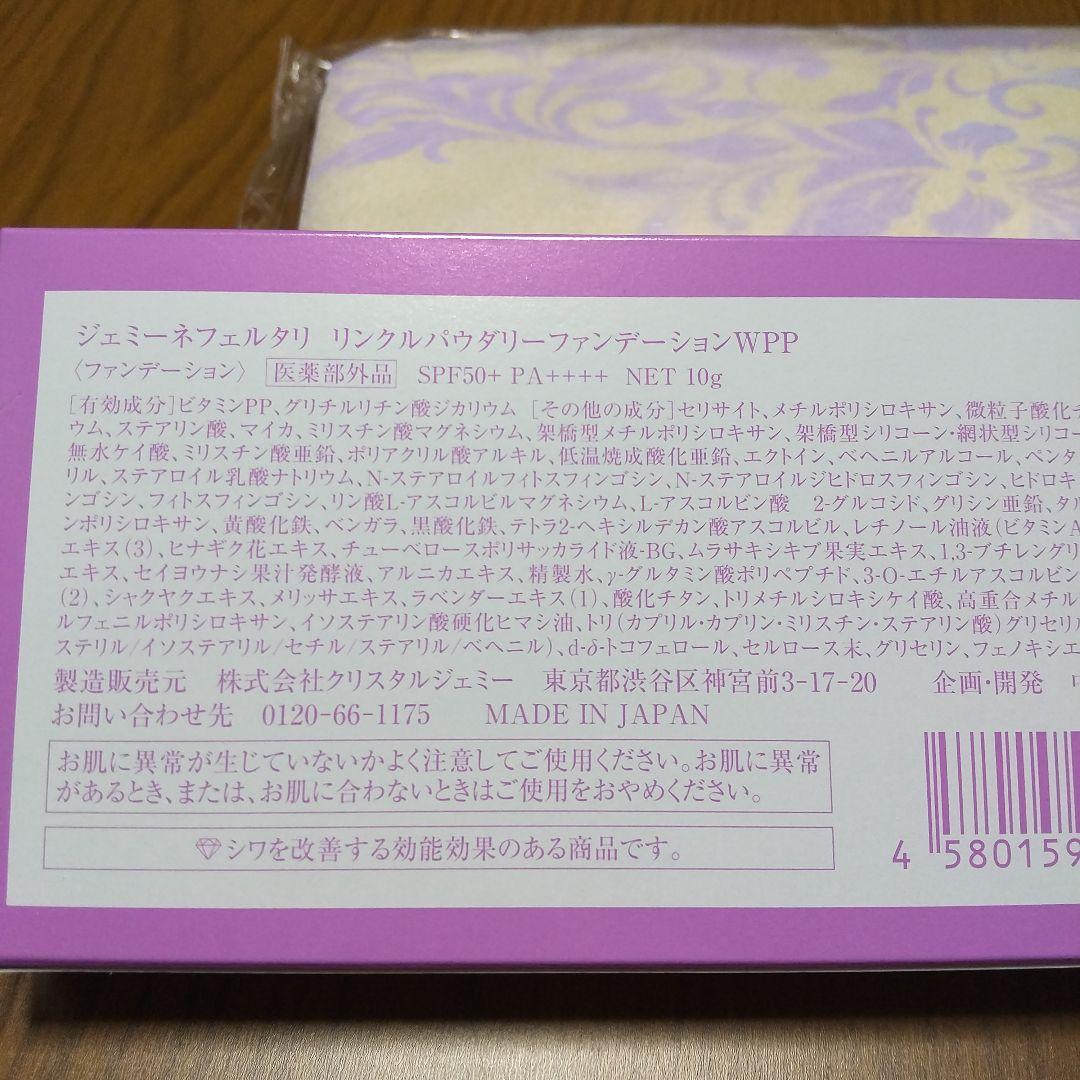 ジェミーネフェルタリ リンクルパウダリーファンデーションWPP
〈ファンデーション〉 医薬部外品 SPF50+ PA++++ NET 10g
[有効成分]ビタミンPP、グリチルリチン酸ジカリウム [その他の成分]セリサイト、メチルポリシロキサン、微粒子酸化チ
ウム、ステアリン酸、マイカ、ミリスチン酸マグネシウム、架橋型メチルポリシロキサン、架橋型シリコーン・網状型シリコー
無水ケイ酸、ミリスチン酸亜鉛、ポリアクリル酸アルキル、低温焼成酸化亜鉛、エクトイン、ベヘニルアルコール、ペンタ
リル、ステアロイル乳酸ナトリウム、N-ステアロイルフィトスフィンゴシン、N-ステアロイルジヒドロスフィンゴシン、ヒドロキ
ンゴシン、フィトスフィンゴシン、リン酸L-アスコルビルマグネシウム、L-アスコルビン酸 2-グルコシド、グリシン亜鉛、タル
ンポリシロキサン、黄酸化鉄、ベンガラ、黒酸化鉄、テトラ2-ヘキシルデカン酸アスコルビル、レチノール油液(ビタミンA
エキス(3)、ヒナギク花エキス、チューベロースポリサッカライド液-BG、ムラサキシキブ果実エキス、1,3-ブチレングリ
エキス、セイヨウナシ果汁発酵液、アルニカエキス、精製水、γ-グルタミン酸ポリペプチド、3-O-エチルアスコルビン
(2)、シャクヤクエキス、メリッサエキス、ラベンダーエキス(1)、酸化チタン、トリメチルシロキシケイ酸、高重合メチル
ルフェニルポリシロキサン、イソステアリン酸硬化ヒマシ油、トリ(カプリル・カプリン・ミリスチン・ステアリン酸)グリセリル
ステリル/イソステアリル/セチル/ステアリル/ベヘニル)、d-δ-トコフェロール、セルロース末、グリセリン、フェノキシエ
製造販売元 株式会社クリスタルジェミー 東京都渋谷区神宮前3-17-20 企画・開発
お問い合わせ先 0120-66-1175 MADE IN JAPAN
お肌に異常が生じていないかよく注意してご使用ください。お肌に異常
があるとき、または、お肌に合わないときはご使用をおやめください。
シワを改善する効能効果のある商品です。
4 580159